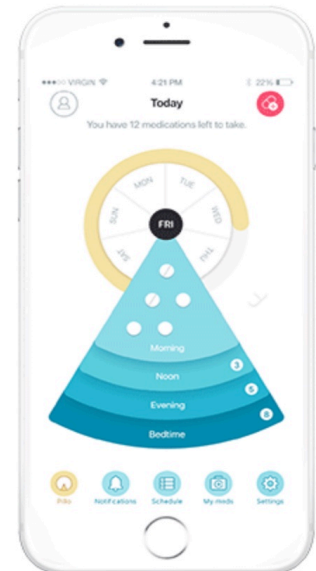 VIRGIN 4:21 PM 22%
Today
You have 12 medications left to take.
MON TUE
SUN WED
FRI
SAT THU
Morning
Noon 3
Evening 5
Bedtime 8
Pills Notifications Schedule My meds Settings